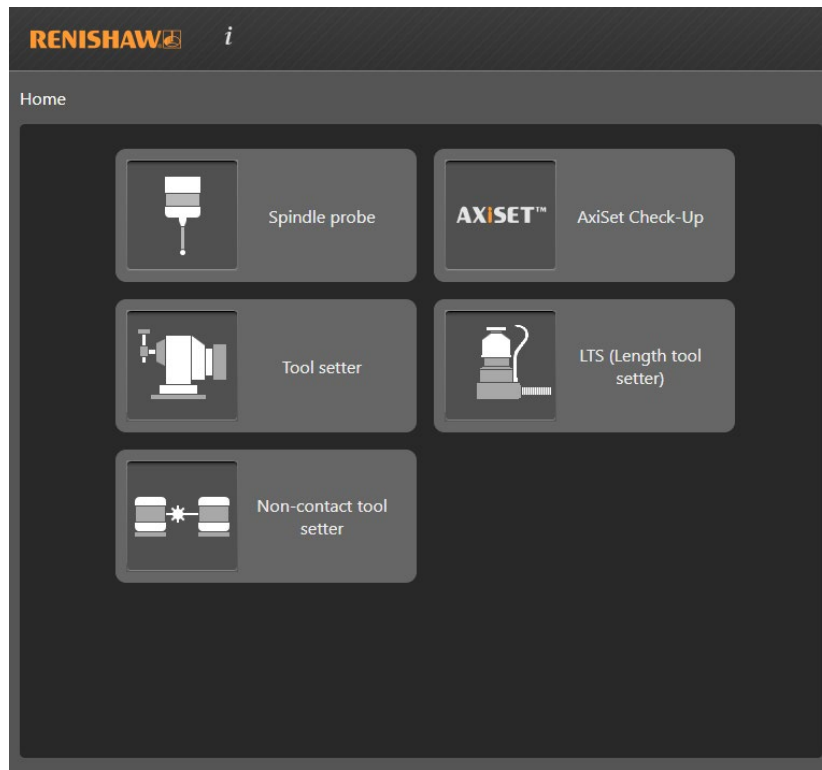 RENISHAW i
Home
Spindle probe
AXiSET™ AxiSet Check-Up
Tool setter
LTS (Length tool
setter)
Non-contact tool
setter